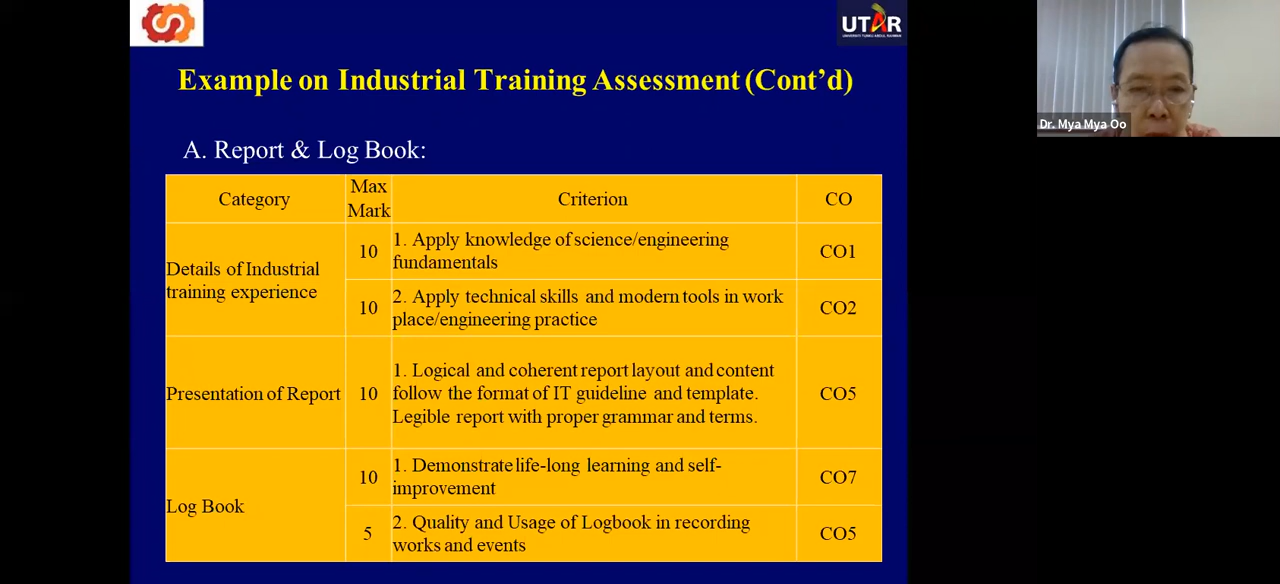 UTAR
UNIVERSITI TUNKU ABDUL RAHMAN
Example on Industrial Training Assessment (Cont’d)
Dr. Mya Mya Oo
A. Report & Log Book:
Category
Max
Mark
Criterion
CO
Details of Industrial
training experience
10
1. Apply knowledge of science/engineering
fundamentals
CO1
10
2. Apply technical skills and modern tools in work
place/engineering practice
CO2
Presentation of Report
10
1. Logical and coherent report layout and content
follow the format of IT guideline and template.
Legible report with proper grammar and terms.
CO5
Log Book
10
1. Demonstrate life-long learning and self-
improvement
CO7
5
2. Quality and Usage of Logbook in recording
works and events
CO5